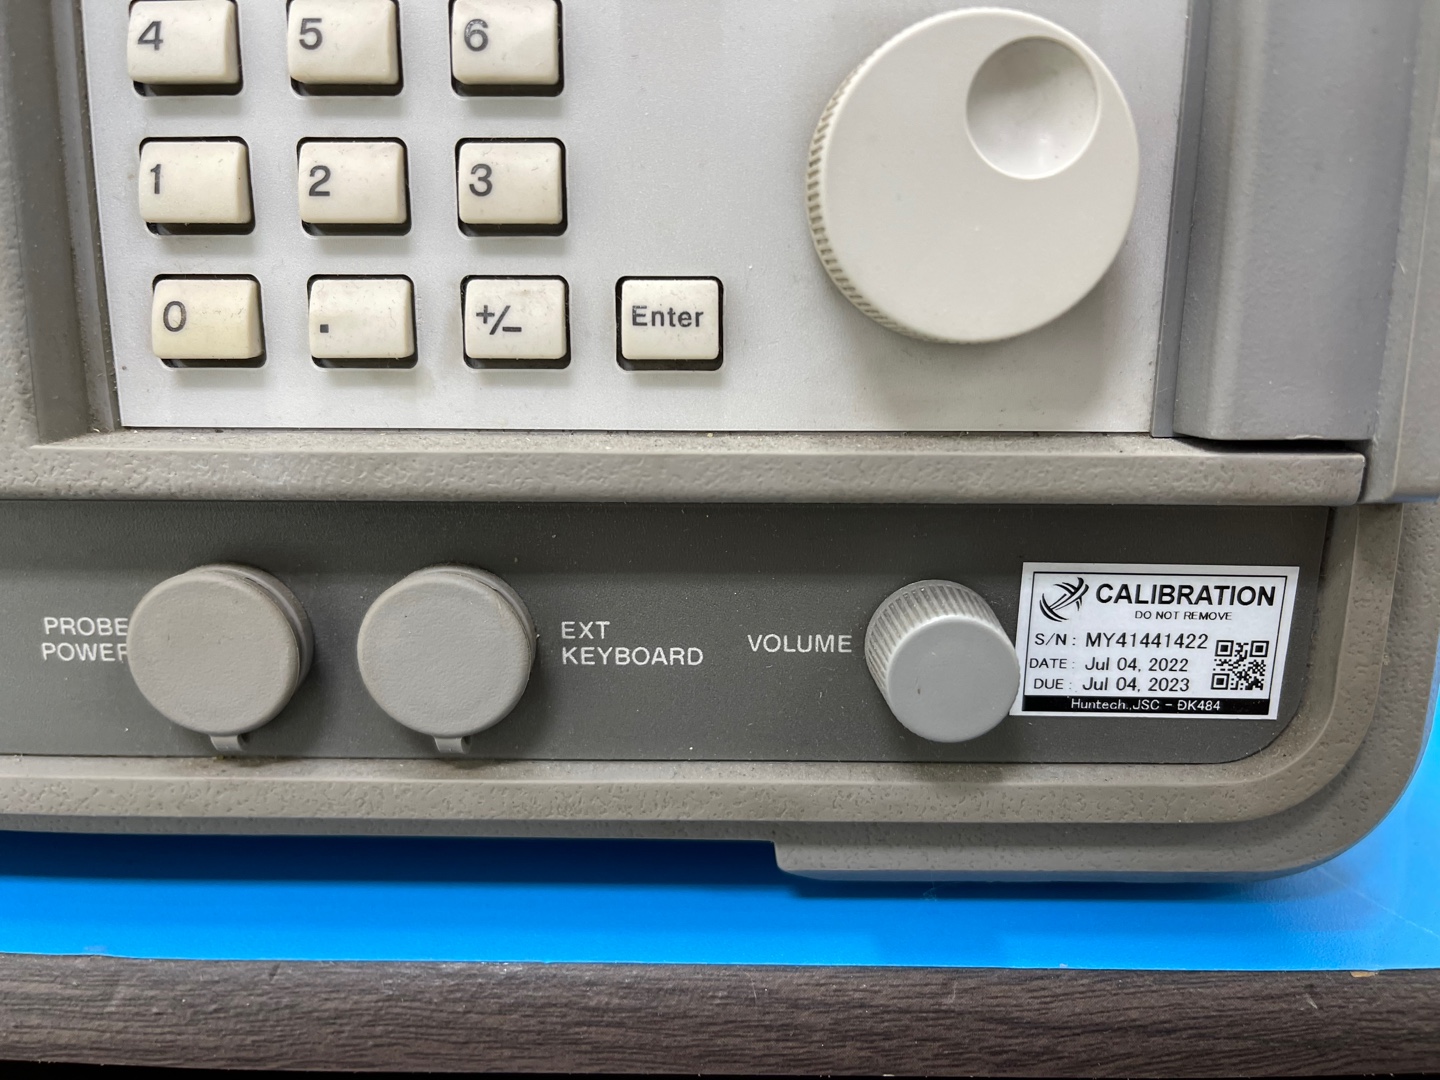 4 5 6
1 2 3
0 . +/− Enter
PROBE
POWER
EXT
KEYBOARD
VOLUME
CALIBRATION
DO NOT REMOVE
S/N : MY41441422
DATE : Jul 04, 2022
DUE : Jul 04, 2023
Huntech.,JSC - ĐK484